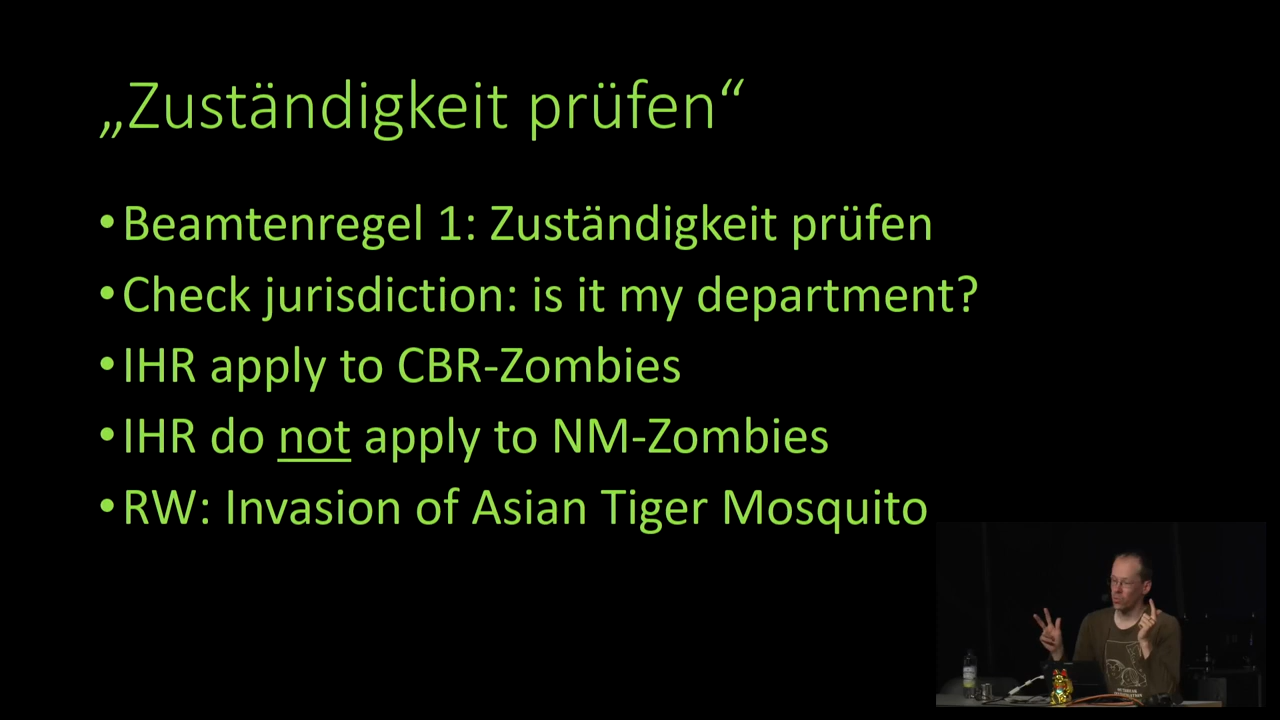 „Zuständigkeit prüfen“
•Beamtenregel 1: Zuständigkeit prüfen
•Check jurisdiction: is it my department?
•IHR apply to CBR-Zombies
•IHR do not apply to NM-Zombies
•RW: Invasion of Asian Tiger Mosquito